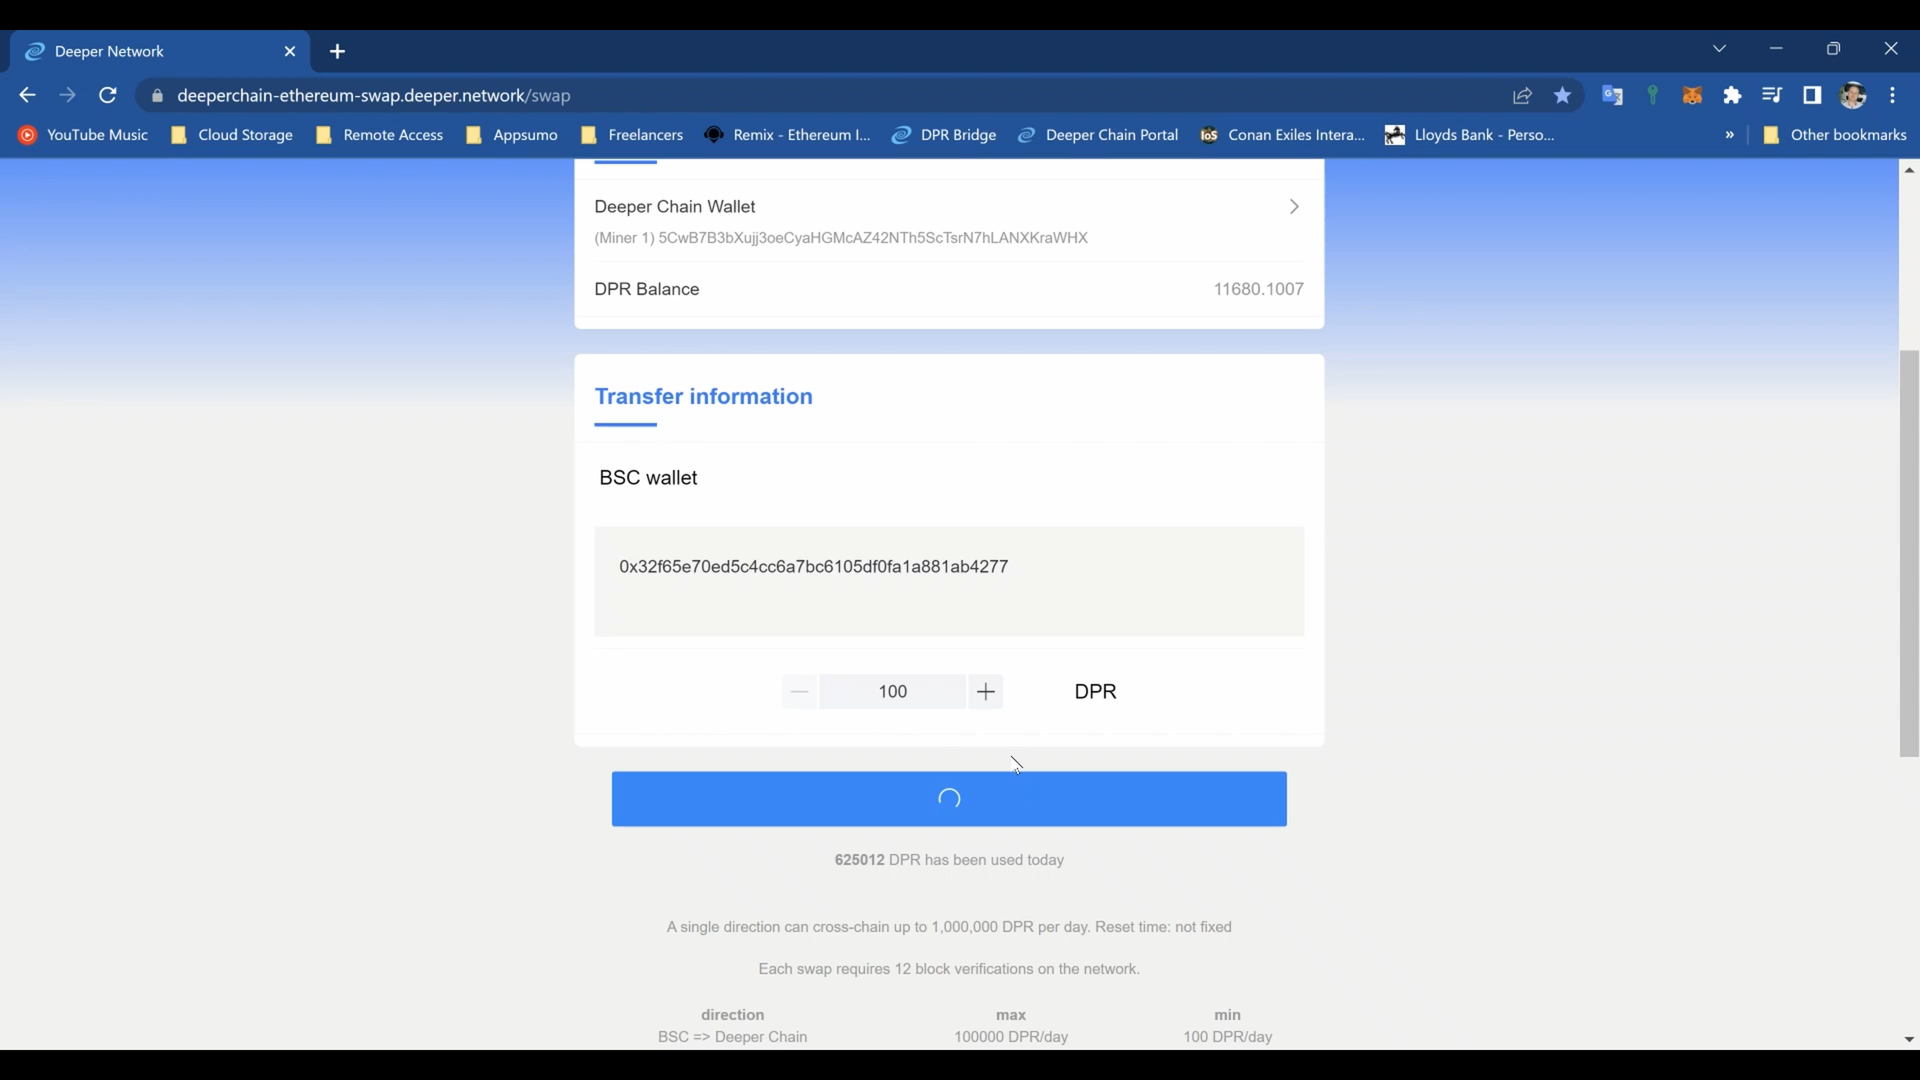 Deeper Network
deeperchain-ethereum-swap.deeper.network/swap
YouTube Music
Cloud Storage
Remote Access
Appsumo
Freelancers
Remix - Ethereum I...
DPR Bridge
Deeper Chain Portal
IoS
Conan Exiles Intera...
Lloyds Bank - Perso...
»
Other bookmarks
Deeper Chain Wallet
(Miner 1) 5CwB7B3bXujj3oeCyaHGMcAZ42NTh5ScTsrN7hLANXKraWHX
DPR Balance 11680.1007
Transfer information
BSC wallet
0x32f65e70ed5c4cc6a7bc6105df0fa1a881ab4277
— 100 + DPR
625012 DPR has been used today
A single direction can cross-chain up to 1,000,000 DPR per day. Reset time: not fixed
Each swap requires 12 block verifications on the network.
direction max min
BSC => Deeper Chain 100000 DPR/day 100 DPR/day